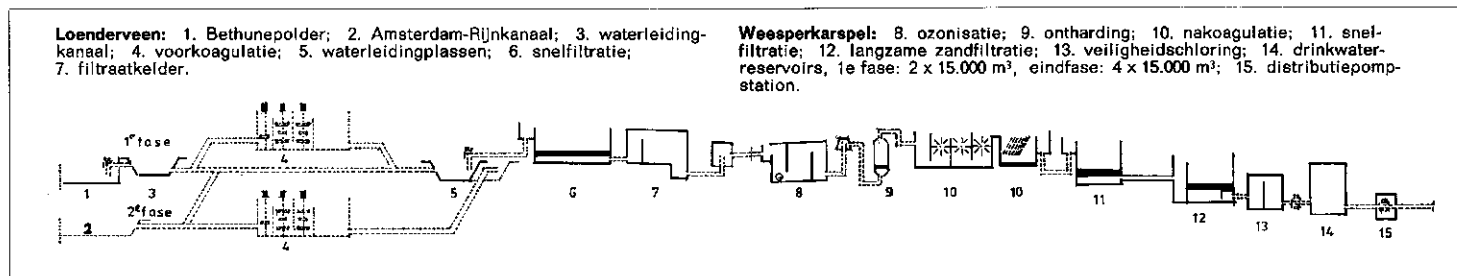 Loenderveen: 1. Bethunepolder; 2. Amsterdam-Rijnkanaal; 3. waterleiding-
kanaal; 4. voorkoagulatie; 5. waterleidingplassen; 6. snelfiltratie;
7. filtraatkelder.
Weesperkarspel: 8. ozonisatie; 9. ontharding; 10. nakoagulatie; 11. snel-
filtratie; 12. langzame zandfiltratie; 13. veiligheidschloring; 14. drinkwater-
reservoirs, 1e fase: 2 x 15.000 m³, eindfase: 4 x 15.000 m³; 15. distributiepomp-
station.
1e fase
4
1
3
5
6
7
8
9
10
10
11
12
13
14
15
2e fase
2
4